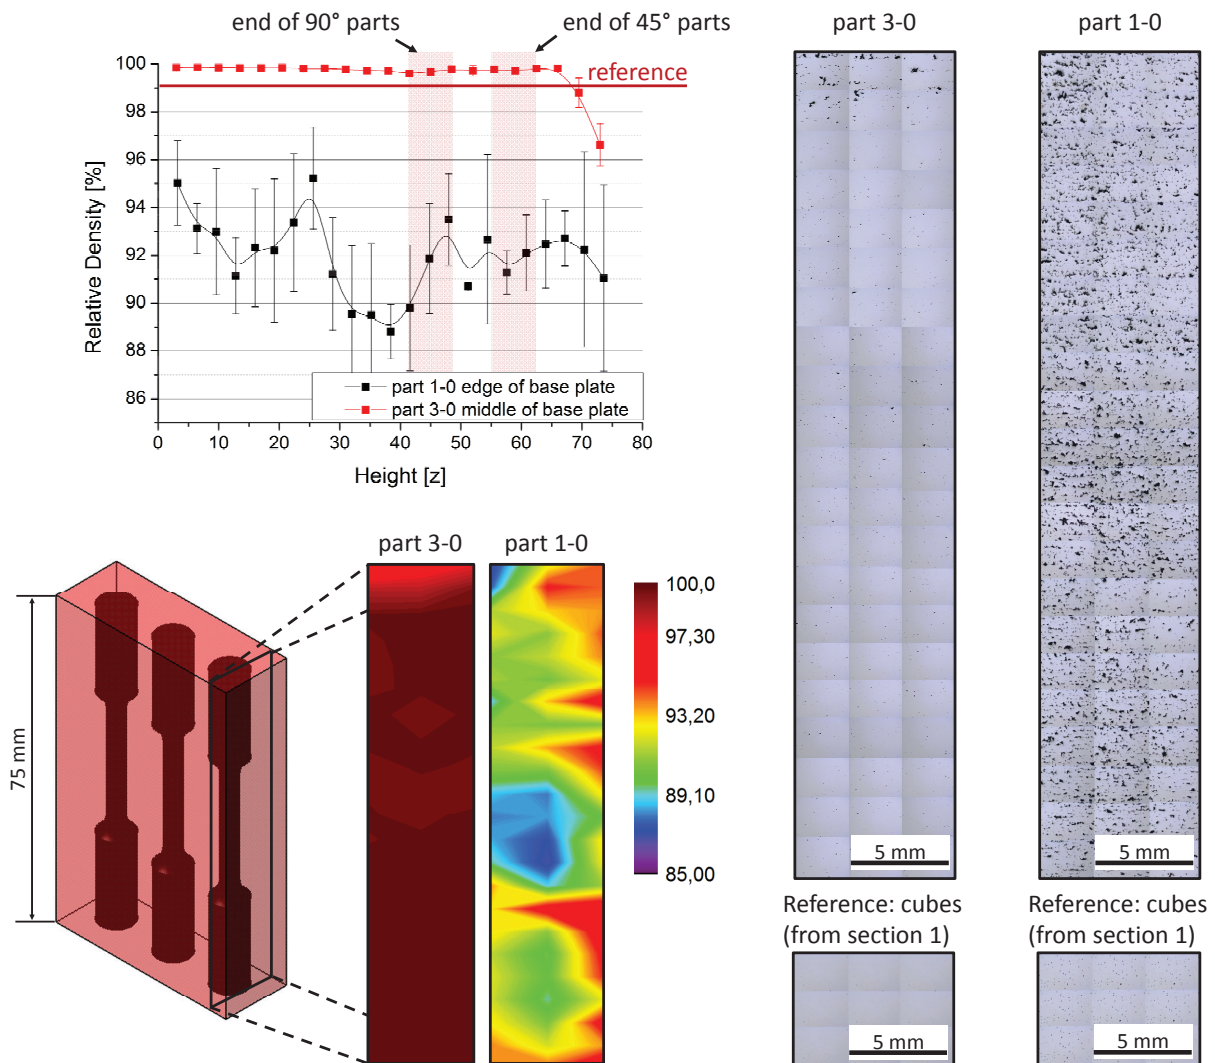 end of 90° parts
end of 45° parts
100
98
96
94
92
90
88
86
Relative Density [%]
reference
part 1-0 edge of base plate
part 3-0 middle of base plate
0
10
20
30
40
50
60
70
80
Height [z]
part 3-0
part 1-0
75 mm
100,0
97,30
93,20
89,10
85,00
part 3-0
part 1-0
5 mm
5 mm
Reference: cubes
(from section 1)
Reference: cubes
(from section 1)
5 mm
5 mm